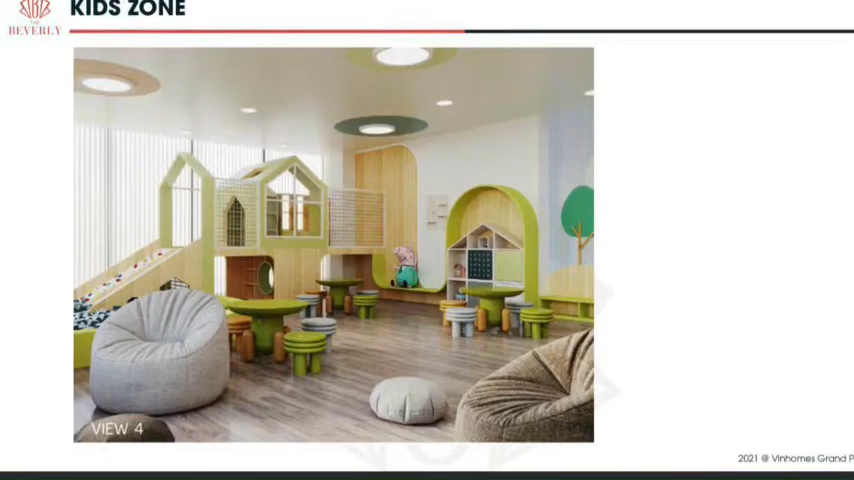 KIDS ZONE
THE
BEVERLY
VIEW 4
2021 @ Vinhomes Grand P